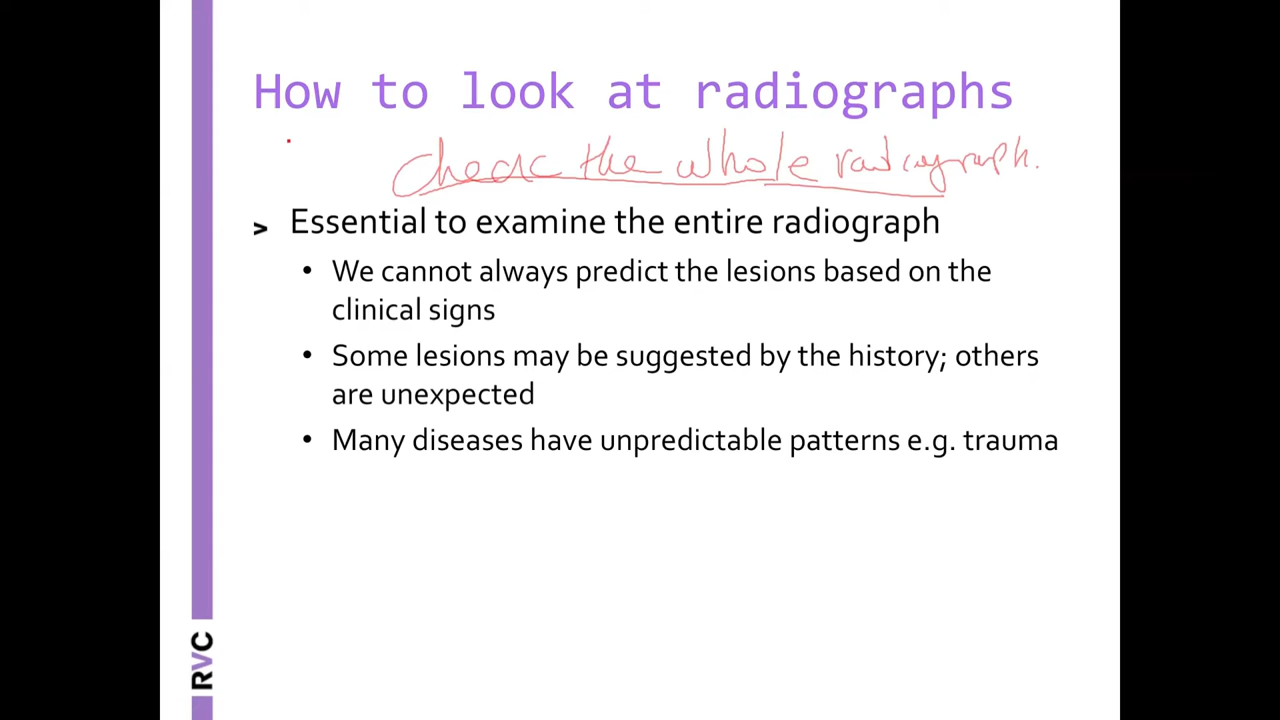 How to look at radiographs
check the whole radiograph.
> Essential to examine the entire radiograph
• We cannot always predict the lesions based on the
clinical signs
• Some lesions may be suggested by the history; others
are unexpected
• Many diseases have unpredictable patterns e.g. trauma
RVC